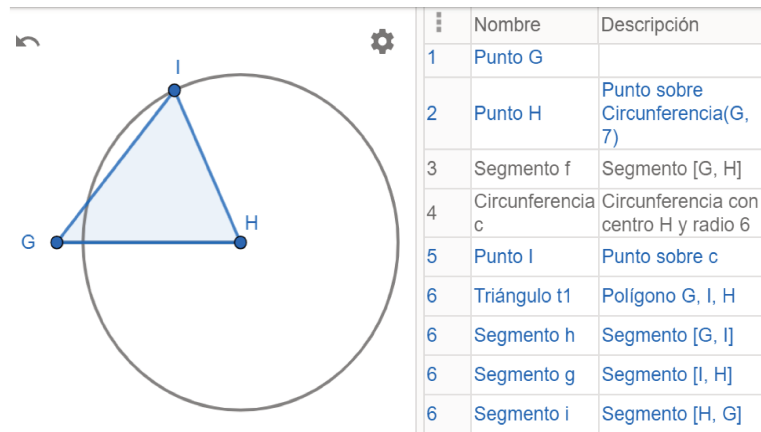 I
H
G
Nombre Descripción
1 Punto G
2 Punto H Punto sobre
Circunferencia(G,
7)
3 Segmento f Segmento [G, H]
4 Circunferencia Circunferencia con
c centro H y radio 6
5 Punto I Punto sobre c
6 Triángulo t1 Polígono G, I, H
6 Segmento h Segmento [G, I]
6 Segmento g Segmento [I, H]
6 Segmento i Segmento [H, G]